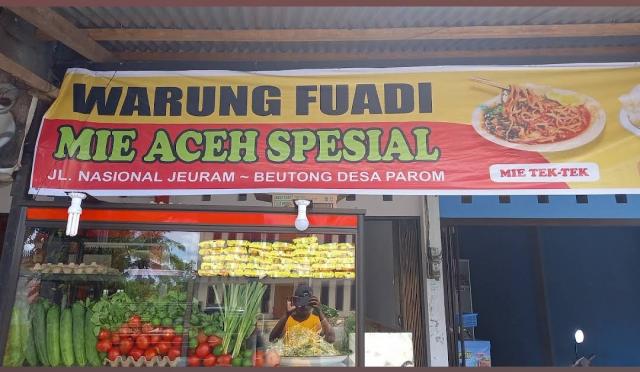 WARUNG FUADI
MIE ACEH SPESIAL
JL. NASIONAL JEURAM ~ BEUTONG DESA PAROM
MIE TEK-TEK